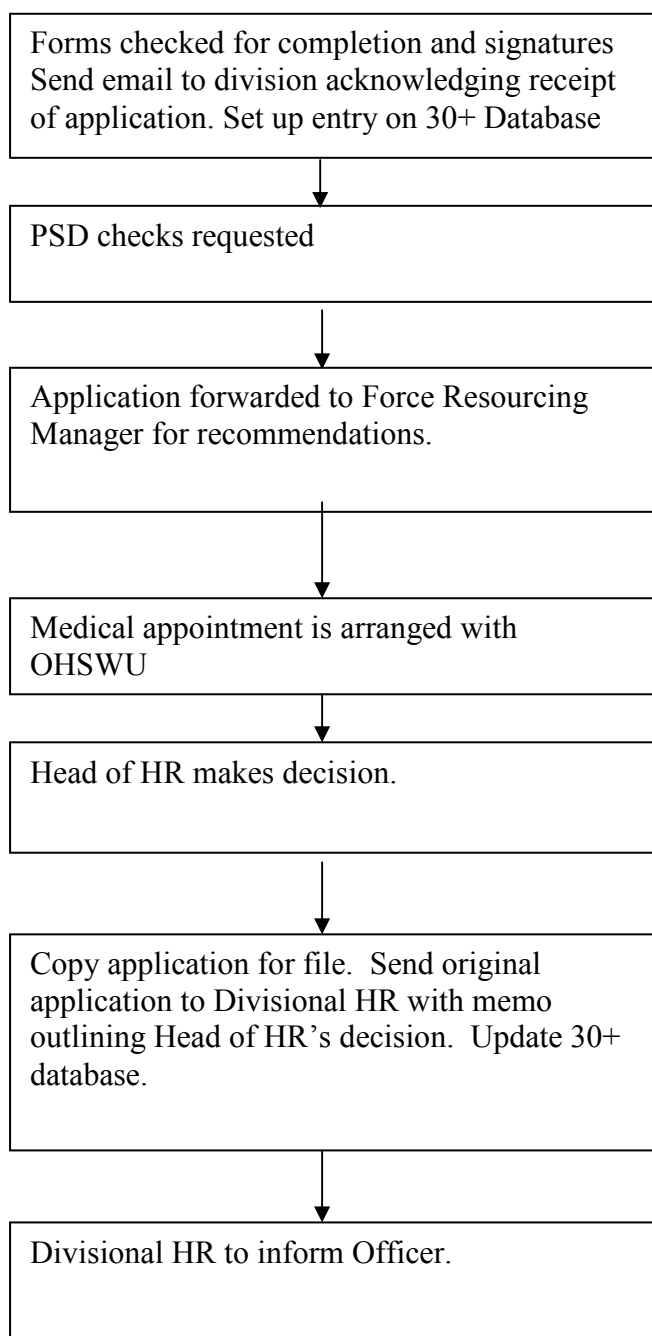 Forms checked for completion and signatures
Send email to division acknowledging receipt
of application. Set up entry on 30+ Database
PSD checks requested
Application forwarded to Force Resourcing
Manager for recommendations.
Medical appointment is arranged with
OHSWU
Head of HR makes decision.
Copy application for file.  Send original
application to Divisional HR with memo
outlining Head of HR’s decision.  Update 30+
database.
Divisional HR to inform Officer.